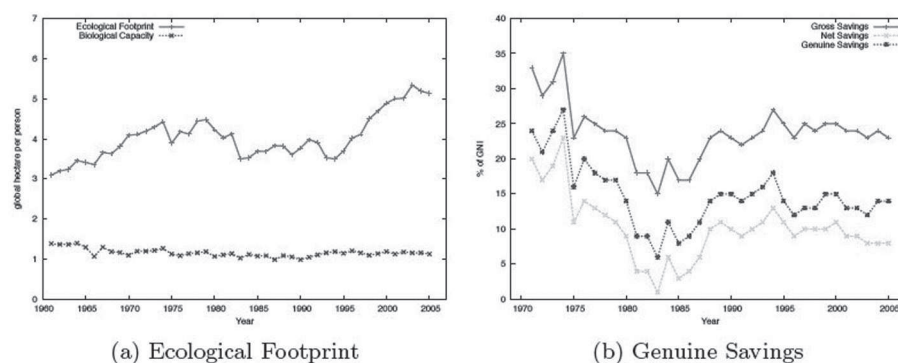 Ecological Footprint
Biological Capacity
7
6
5
4
3
2
1
0
global hectare per person
1960 1965 1970 1975 1980 1985 1990 1995 2000 2005
Year
(a) Ecological Footprint
Gross Savings
Net Savings
Genuine Savings
40
35
30
25
20
15
10
5
0
% of GNI
1970 1975 1980 1985 1990 1995 2000 2005
Year
(b) Genuine Savings